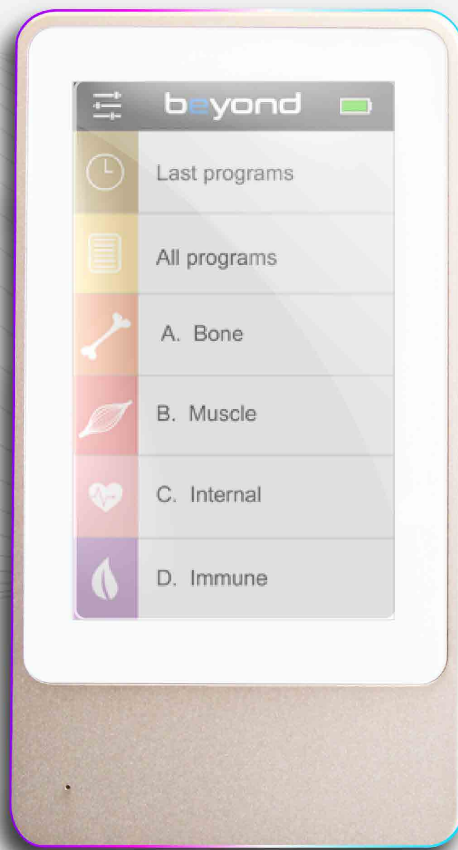 beyond
Last programs
All programs
A. Bone
B. Muscle
C. Internal
D. Immune